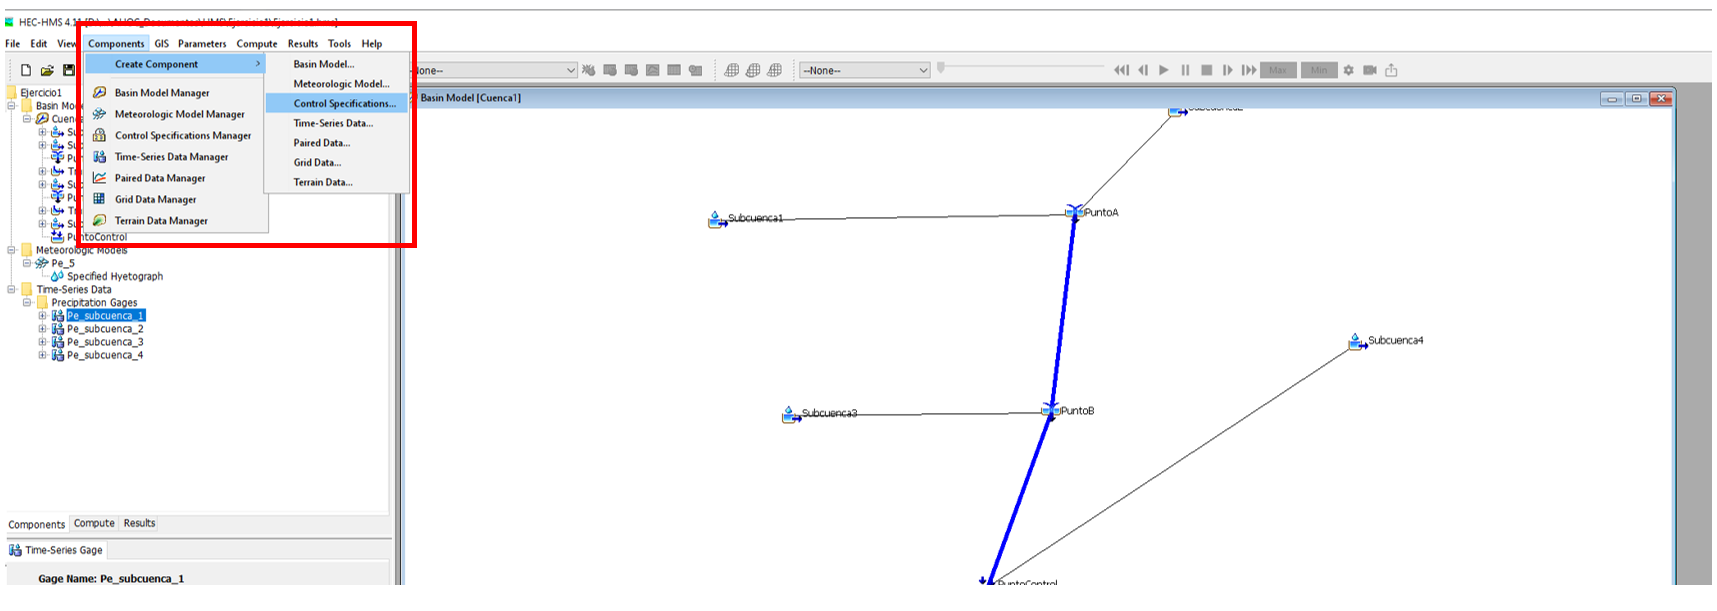 HEC-HMS 4.11
File Edit View Components GIS Parameters Compute Results Tools Help
Create Component
Basin Model Manager
Meteorologic Model Manager
Control Specifications Manager
Time-Series Data Manager
Paired Data Manager
Grid Data Manager
Terrain Data Manager
Basin Model...
Meteorologic Model...
Control Specifications...
Time-Series Data...
Paired Data...
Grid Data...
Terrain Data...
--None--
Max
Min
Ejercicio1
Basin Mod
Cuenc
Su
Su
Pu
Tr
Su
Pu
Tr
Su
PuntoControl
Meteorologic Models
Pe_5
Specified Hyetograph
Time-Series Data
Precipitation Gages
Pe_subcuenca_1
Pe_subcuenca_2
Pe_subcuenca_3
Pe_subcuenca_4
Components Compute Results
Time-Series Gage
Gage Name: Pe_subcuenca_1
Basin Model [Cuenca1]
Subcuenca2
Subcuenca1
PuntoA
Subcuenca4
Subcuenca3
PuntoB
PuntoControl